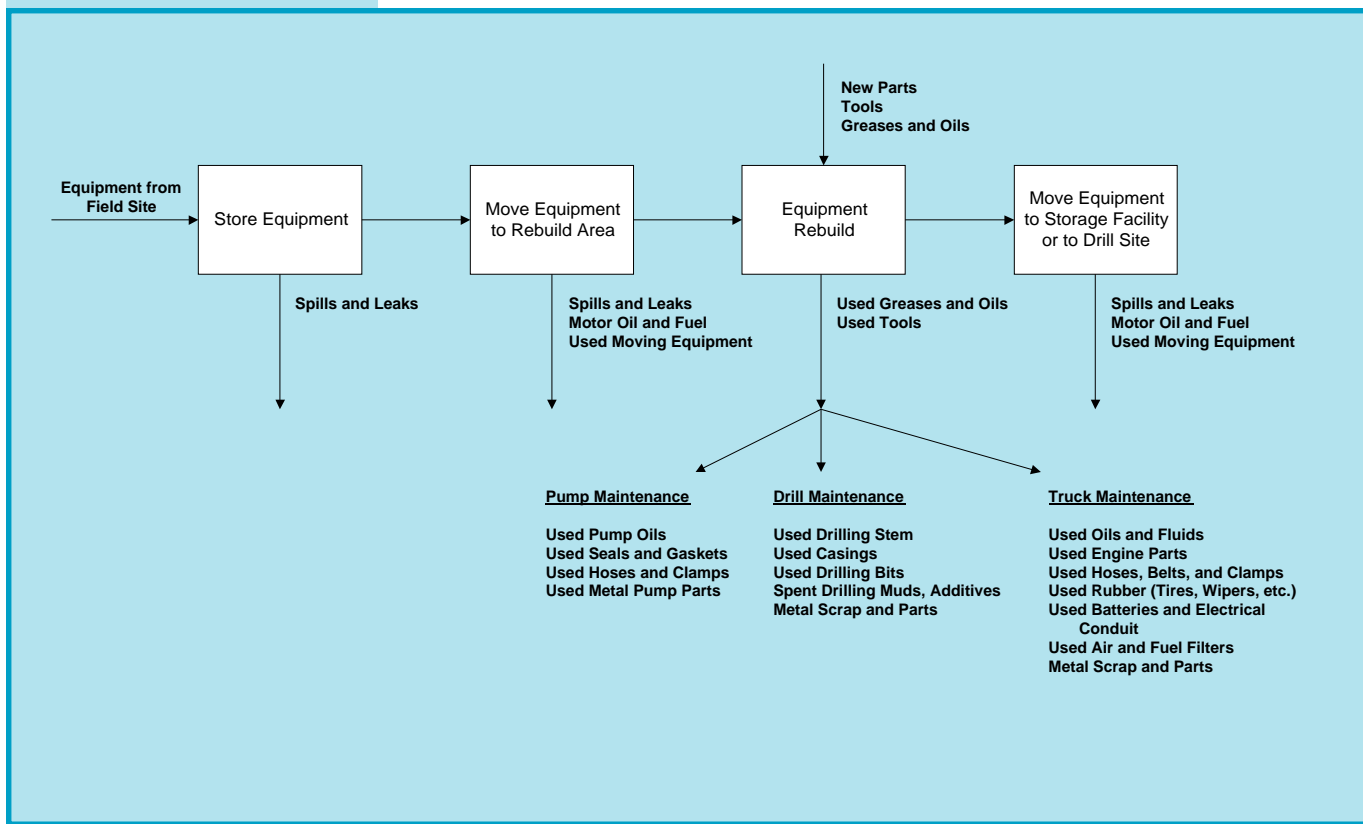 New Parts
Tools
Greases and Oils
Equipment from
Field Site
Store Equipment
Move Equipment
to Rebuild Area
Equipment
Rebuild
Move Equipment
to Storage Facility
or to Drill Site
Spills and Leaks
Spills and Leaks
Motor Oil and Fuel
Used Moving Equipment
Used Greases and Oils
Used Tools
Spills and Leaks
Motor Oil and Fuel
Used Moving Equipment
Pump Maintenance
Used Pump Oils
Used Seals and Gaskets
Used Hoses and Clamps
Used Metal Pump Parts
Drill Maintenance
Used Drilling Stem
Used Casings
Used Drilling Bits
Spent Drilling Muds, Additives
Metal Scrap and Parts
Truck Maintenance
Used Oils and Fluids
Used Engine Parts
Used Hoses, Belts, and Clamps
Used Rubber (Tires, Wipers, etc.)
Used Batteries and Electrical
Conduit
Used Air and Fuel Filters
Metal Scrap and Parts